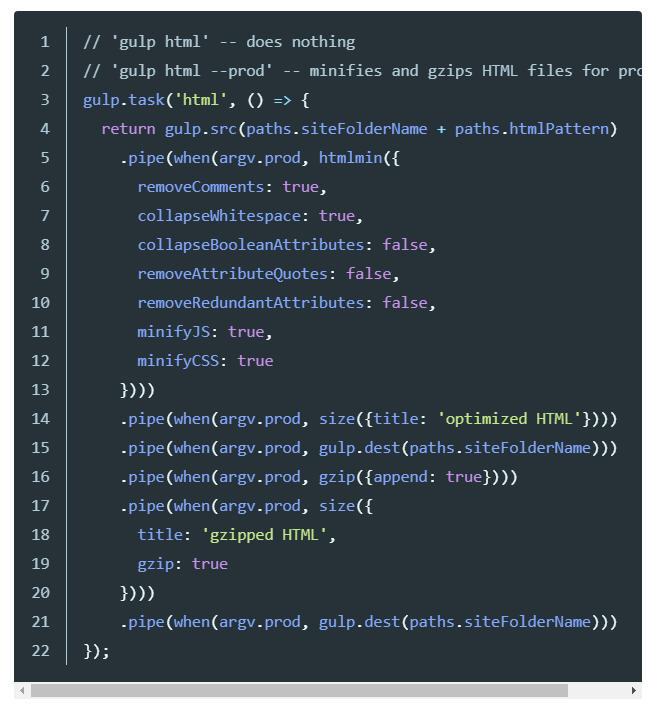 1 // 'gulp html' -- does nothing
2 // 'gulp html --prod' -- minifies and gzips HTML files for
3 gulp.task('html', () => {
4   return gulp.src(paths.siteFolderName + paths.htmlPattern)
5     .pipe(when(argv.prod, htmlmin({
6       removeComments: true,
7       collapseWhitespace: true,
8       collapseBooleanAttributes: false,
9       removeAttributeQuotes: false,
10       removeRedundantAttributes: false,
11       minifyJS: true,
12       minifyCSS: true
13     })))
14     .pipe(when(argv.prod, size({title: 'optimized HTML'})))
15     .pipe(when(argv.prod, gulp.dest(paths.siteFolderName)))
16     .pipe(when(argv.prod, gzip({append: true})))
17     .pipe(when(argv.prod, size({
18       title: 'gzipped HTML',
19       gzip: true
20     })))
21     .pipe(when(argv.prod, gulp.dest(paths.siteFolderName)))
22 });